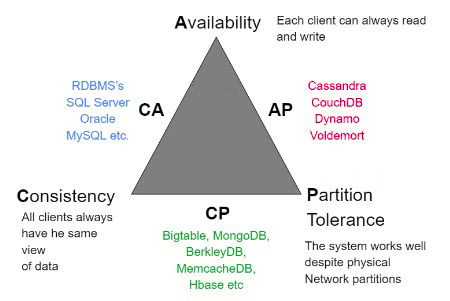 Availability
Each client can always read
and write
RDBMS's
SQL Server
Oracle
MySQL etc.
CA
AP
Cassandra
CouchDB
Dynamo
Voldemort
Consistency
All clients always
have he same
view
of data
CP
Bigtable, MongoDB,
BerkleyDB,
MemcacheDB,
Hbase etc
Partition
Tolerance
The system works well
despite physical
Network partitions